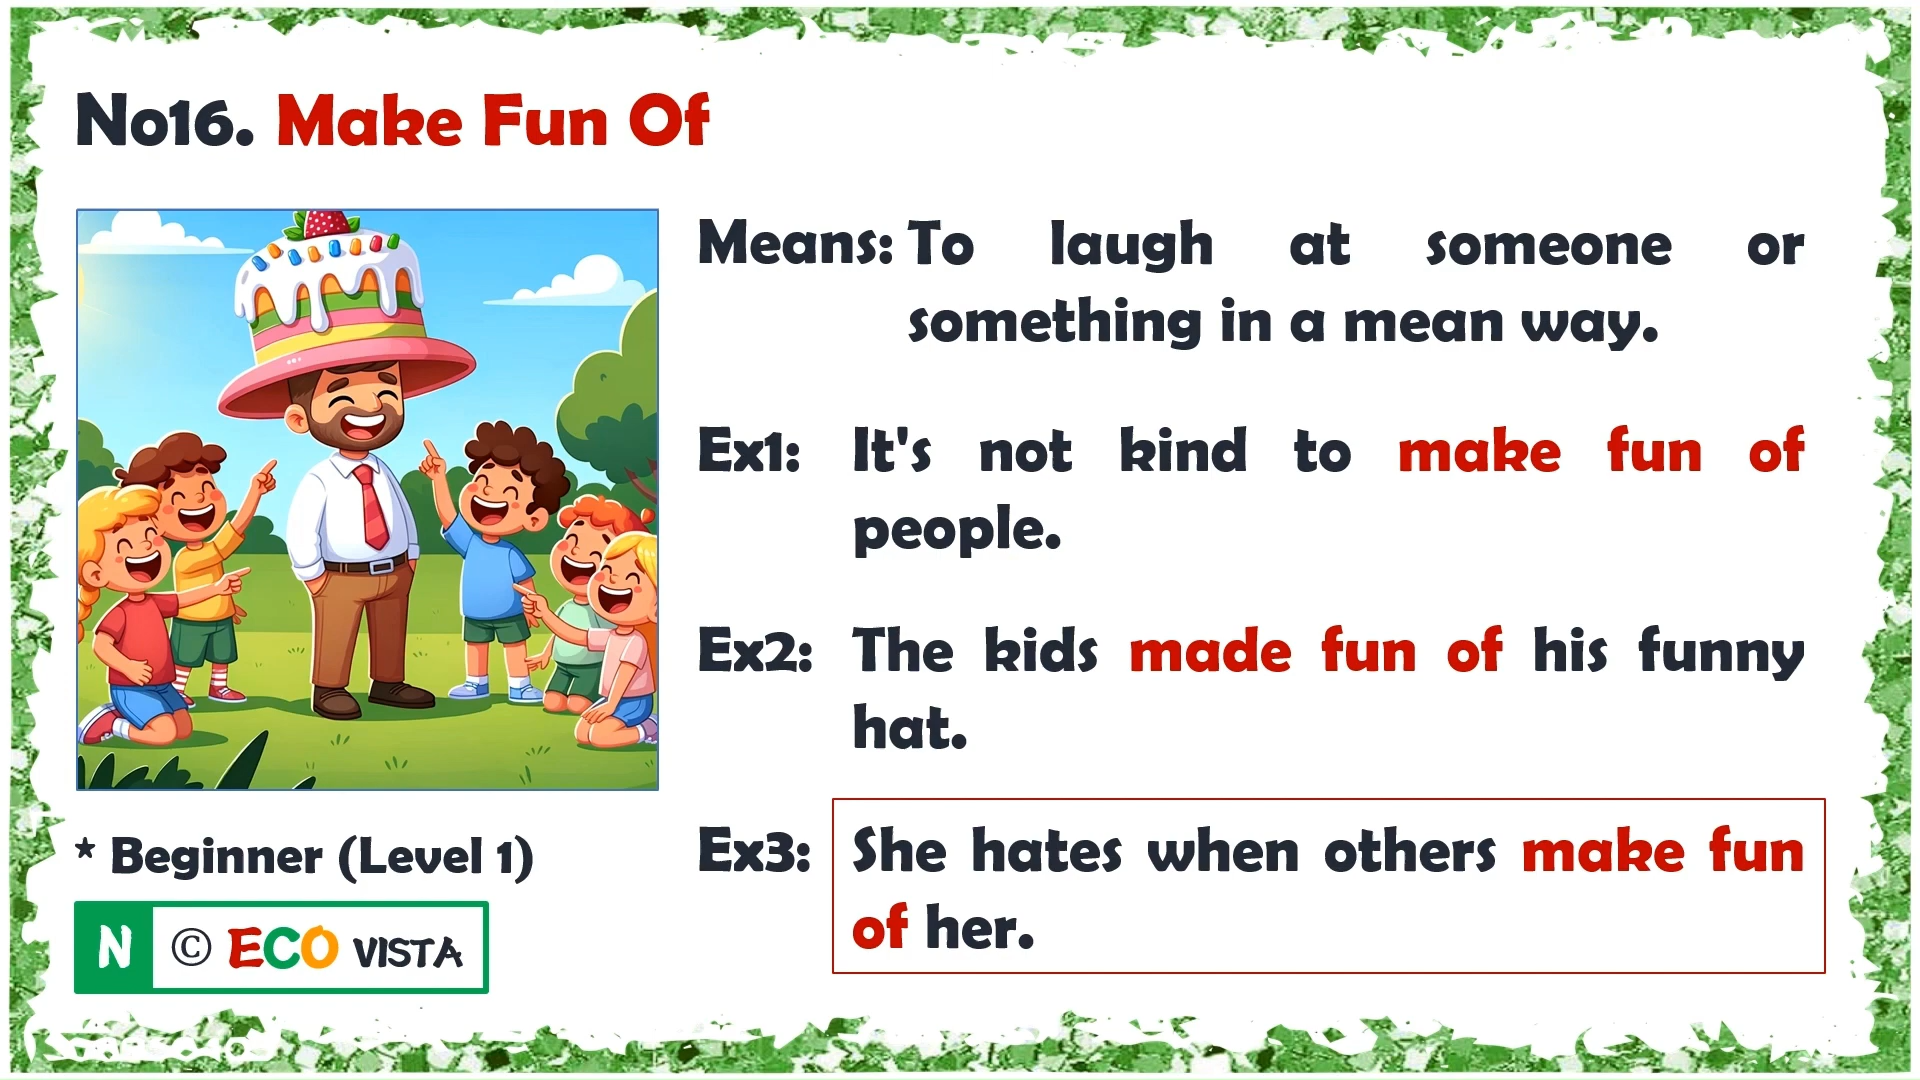 No16. Make Fun Of
Means: To laugh at someone or
something in a mean way.
Ex1: It's not kind to make fun of
people.
Ex2: The kids made fun of his funny
hat.
Ex3: She hates when others make fun
of her.
* Beginner (Level 1)
N © ECO VISTA